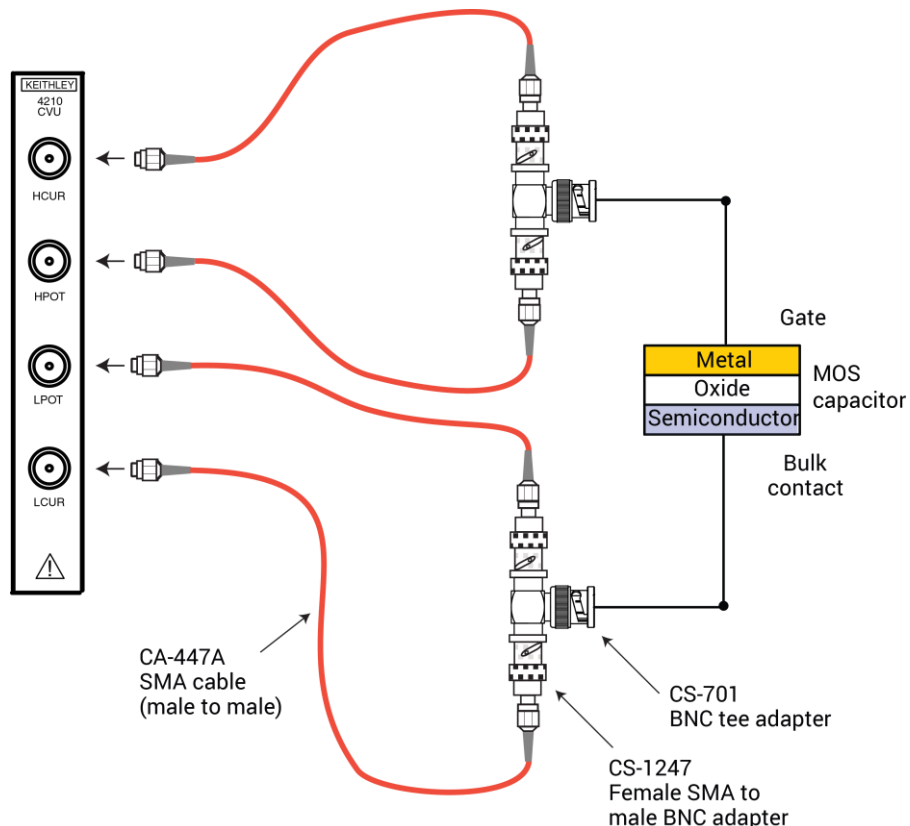 KEITHLEY
4210
CVU
HCUR
HPOT
LPOT
LCUR
Gate
Metal
Oxide
Semiconductor
MOS
capacitor
Bulk
contact
CA-447A
SMA cable
(male to male)
CS-701
BNC tee adapter
CS-1247
Female SMA to
male BNC adapter